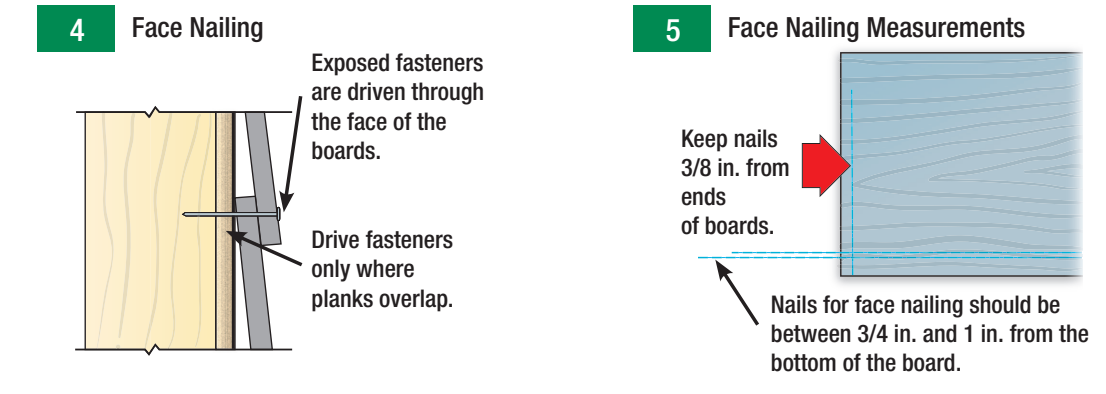 4 Face Nailing
Exposed fasteners
are driven through
the face of the
boards.
Drive fasteners
only where
planks overlap.
5 Face Nailing Measurements
Keep nails
3/8 in. from
ends
of boards.
Nails for face nailing should be
between 3/4 in. and 1 in. from the
bottom of the board.